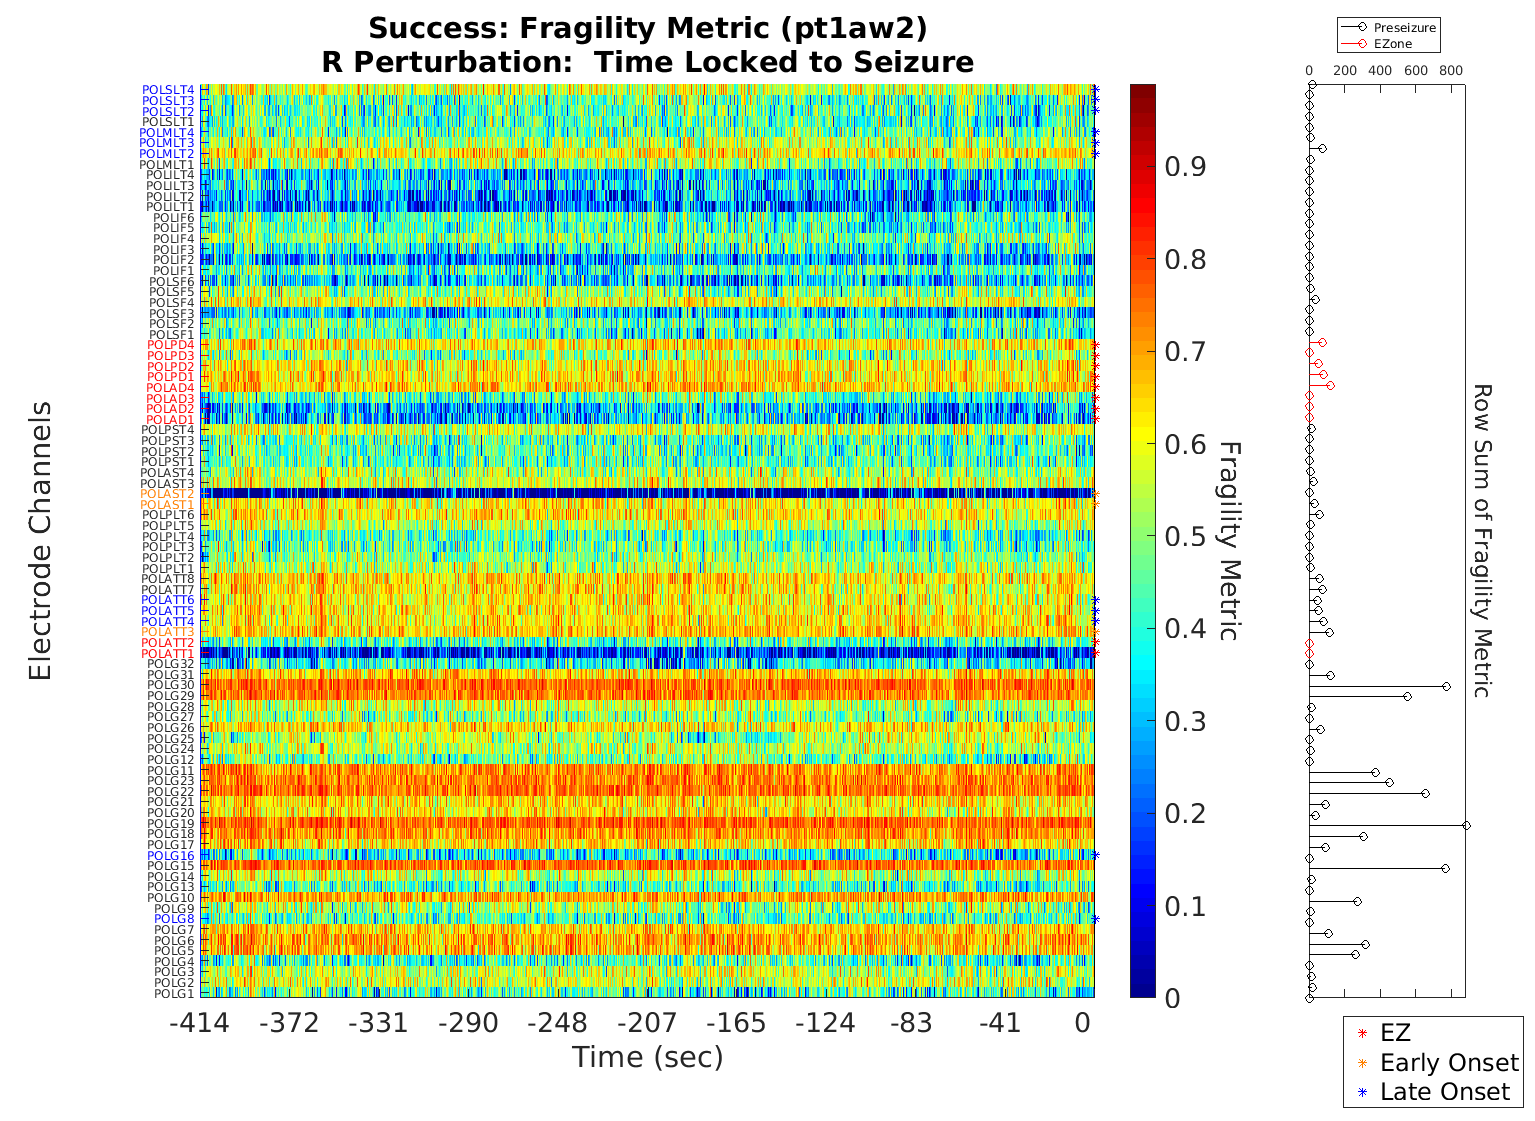 Success: Fragility Metric (pt1aw2)
R Perturbation:  Time Locked to Seizure
Preseizure
EZone
0 200 400 600 800
Electrode Channels
POLSLT4
POLSLT3
POLSLT2
POLSLT1
POLMLT4
POLMLT3
POLMLT2
POLMLT1
POLILT4
POLILT3
POLILT2
POLILT1
POLIF6
POLIF5
POLIF4
POLIF3
POLIF2
POLIF1
POLSF6
POLSF5
POLSF4
POLSF3
POLSF2
POLSF1
POLPD4
POLPD3
POLPD2
POLPD1
POLAD4
POLAD3
POLAD2
POLAD1
POLPST4
POLPST3
POLPST2
POLPST1
POLAST4
POLAST3
POLAST2
POLAST1
POLPLT6
POLPLT5
POLPLT4
POLPLT3
POLPLT2
POLPLT1
POLATT8
POLATT7
POLATT6
POLATT5
POLATT4
POLATT3
POLATT2
POLATT1
POLG32
POLG31
POLG30
POLG29
POLG28
POLG27
POLG26
POLG25
POLG24
POLG12
POLG11
POLG23
POLG22
POLG21
POLG20
POLG19
POLG18
POLG17
POLG16
POLG15
POLG14
POLG13
POLG10
POLG9
POLG8
POLG7
POLG6
POLG5
POLG4
POLG3
POLG2
POLG1
-414 -372 -331 -290 -248 -207 -165 -124 -83 -41 0
Time (sec)
0.9
0.8
0.7
0.6
0.5
0.4
0.3
0.2
0.1
0
Fragility Metric
Row Sum of Fragility Metric
EZ
Early Onset
Late Onset